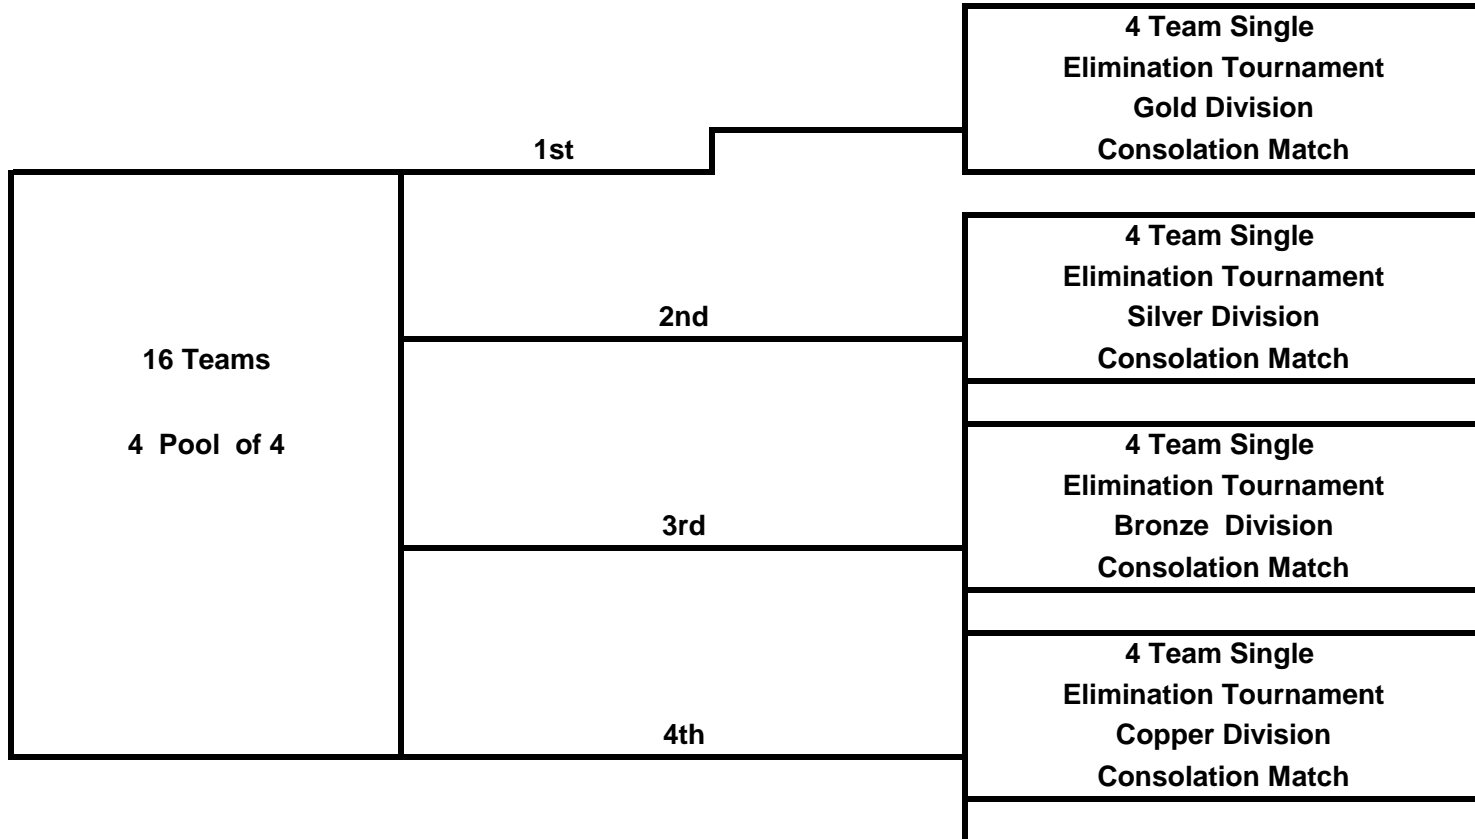 4 Team Single
Elimination Tournament
Gold Division
Consolation Match
1st
4 Team Single
Elimination Tournament
Silver Division
Consolation Match
2nd
16 Teams
4 Pool of 4
4 Team Single
Elimination Tournament
Bronze Division
Consolation Match
3rd
4 Team Single
Elimination Tournament
Copper Division
Consolation Match
4th